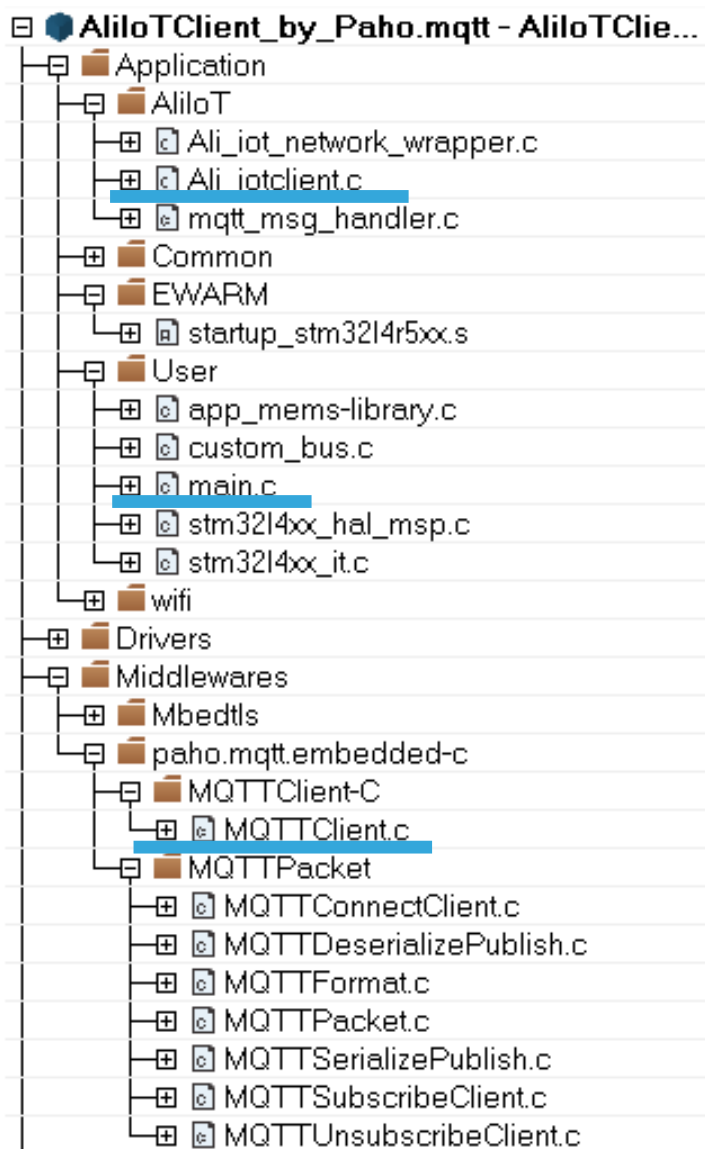 AliIoTClient_by_Paho.mqtt - AliIoTClie...
Application
AliIoT
Ali_iot_network_wrapper.c
Ali_iotclient.c
mqtt_msg_handler.c
Common
EWARM
startup_stm32l4r5xx.s
User
app_mems-library.c
custom_bus.c
main.c
stm32l4xx_hal_msp.c
stm32l4xx_it.c
wifi
Drivers
Middlewares
Mbedtls
paho.mqtt.embedded-c
MQTTClient-C
MQTTClient.c
MQTTPacket
MQTTConnectClient.c
MQTTDeserializePublish.c
MQTTFormat.c
MQTTPacket.c
MQTTSerializePublish.c
MQTTSubscribeClient.c
MQTTUnsubscribeClient.c